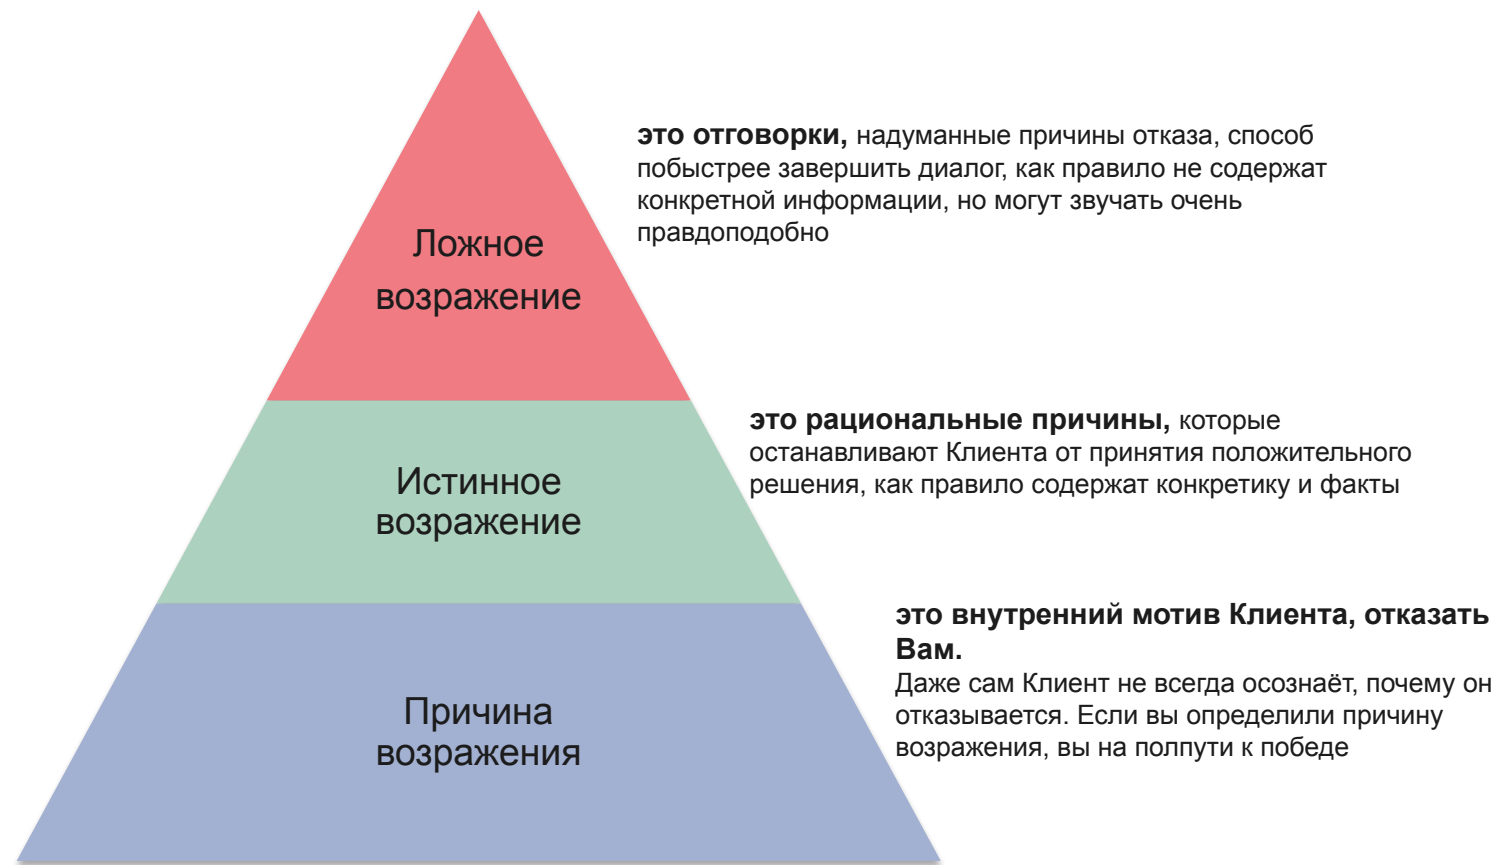 Ложное
возражение
это отговорки, надуманные причины отказа, способ
побыстрее завершить диалог, как правило не содержат
конкретной информации, но могут звучать очень
правдоподобно
Истинное
возражение
это рациональные причины, которые
останавливают Клиента от принятия положительного
решения, как правило содержат конкретику и факты
Причина
возражения
это внутренний мотив Клиента, отказать
Вам.
Даже сам Клиент не всегда осознаёт, почему он
отказывается. Если вы определили причину
возражения, вы на полпути к победе